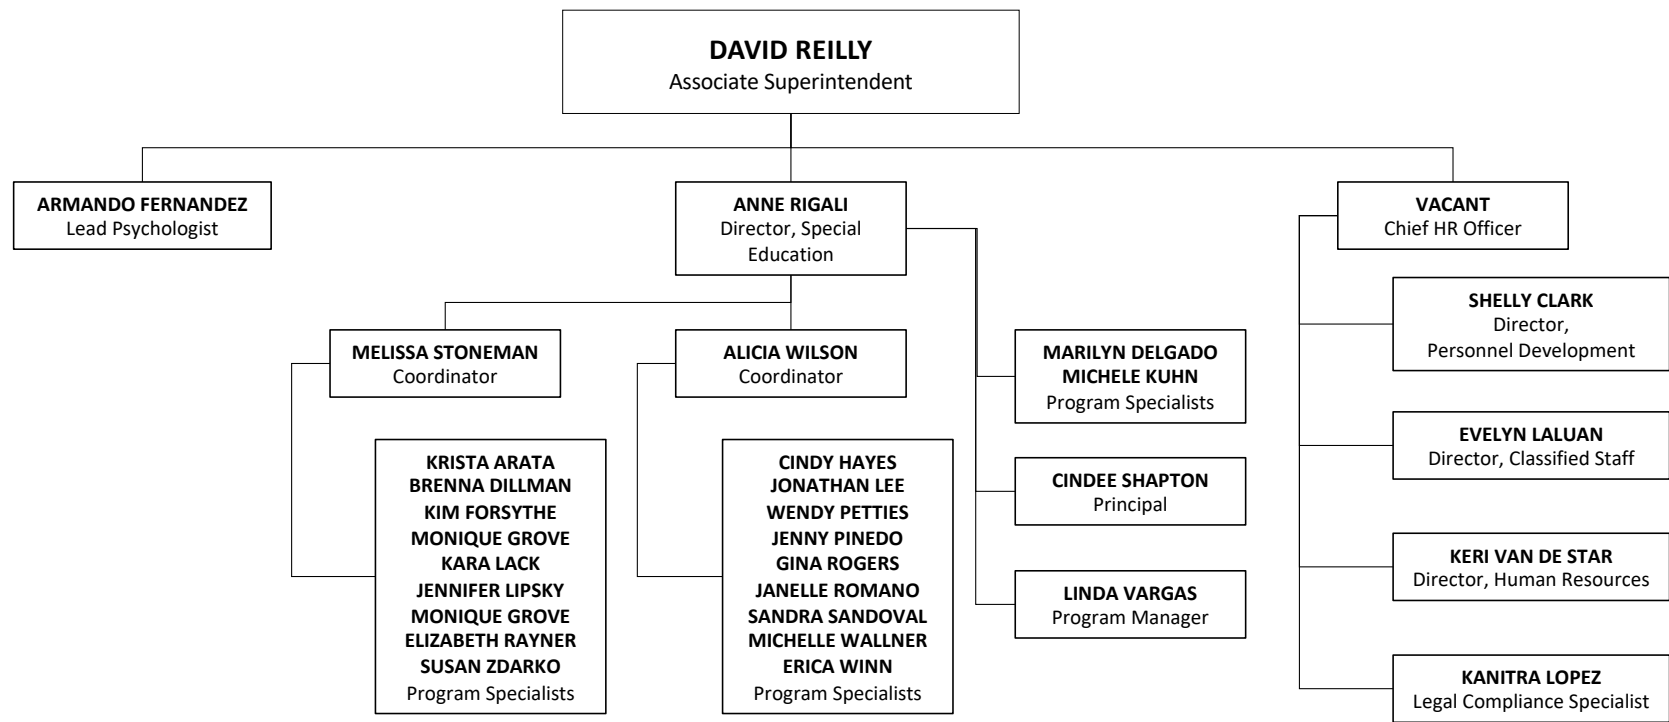 DAVID REILLY
Associate Superintendent
ARMANDO FERNANDEZ
Lead Psychologist
ANNE RIGALI
Director, Special
Education
VACANT
Chief HR Officer
MELISSA STONEMAN
Coordinator
KRISTA ARATA
BRENNA DILLMAN
KIM FORSYTHE
MONIQUE GROVE
KARA LACK
JENNIFER LIPSKY
MONIQUE GROVE
ELIZABETH RAYNER
SUSAN ZDARKO
Program Specialists
ALICIA WILSON
Coordinator
CINDY HAYES
JONATHAN LEE
WENDY PETTIES
JENNY PINEDO
GINA ROGERS
JANELLE ROMANO
SANDRA SANDOVAL
MICHELLE WALLNER
ERICA WINN
Program Specialists
MARILYN DELGADO
MICHELE KUHN
Program Specialists
CINDEE SHAPTON
Principal
LINDA VARGAS
Program Manager
SHELLY CLARK
Director,
Personnel Development
EVELYN LALUAN
Director, Classified Staff
KERI VAN DE STAR
Director, Human Resources
KANITRA LOPEZ
Legal Compliance Specialist